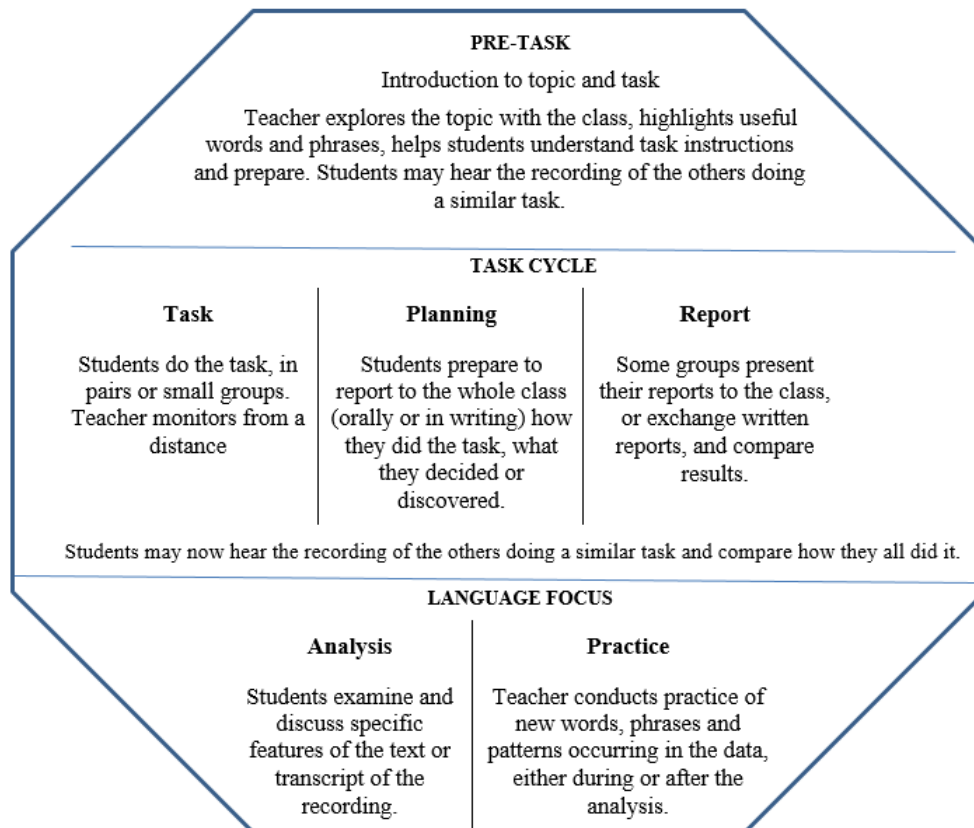 PRE-TASK
Introduction to topic and task
Teacher explores the topic with the class, highlights useful
words and phrases, helps students understand task instructions
and prepare. Students may hear the recording of the others doing
a similar task.
TASK CYCLE
Task
Students do the task, in
pairs or small groups.
Teacher monitors from a
distance
Planning
Students prepare to
report to the whole class
(orally or in writing) how
they did the task, what
they decided or
discovered.
Report
Some groups present
their reports to the class,
or exchange written
reports, and compare
results.
Students may now hear the recording of the others doing a similar task and compare how they all did it.
LANGUAGE FOCUS
Analysis
Students examine and
discuss specific
features of the text or
transcript of the
recording.
Practice
Teacher conducts practice of
new words, phrases and
patterns occurring in the data,
either during or after the
analysis.